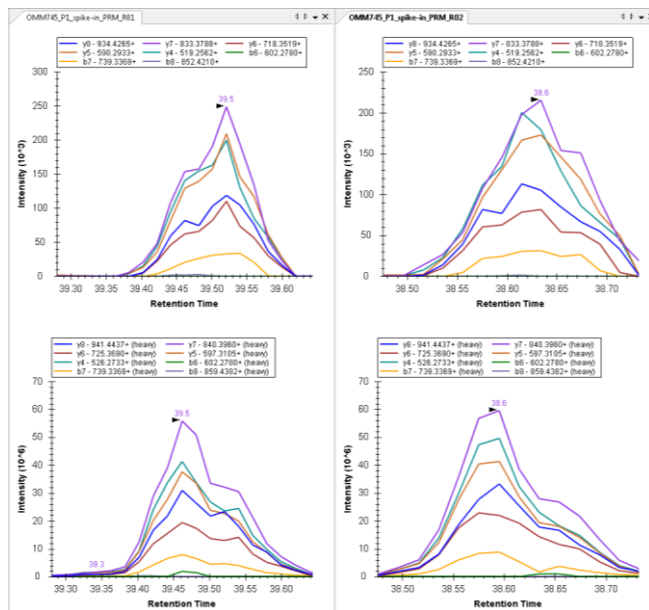 OMM745_P1_spike-in_PRM_R01
OMM745_P1_spike-in_PRM_R02
y8 - 934.4265+ y7 - 833.3788+ y6 - 718.3519+
y5 - 590.2933+ y4 - 519.2562+ b6 - 602.2780+
b7 - 739.3369+ b8 - 852.4210+
300
250
200
150
100
50
0
Intensity (10^3)
39.5
39.30 39.35 39.40 39.45 39.50 39.55 39.60
Retention Time
y8 - 934.4265+ y7 - 833.3788+ y6 - 718.3519+
y5 - 590.2933+ y4 - 519.2562+ b6 - 602.2780+
b7 - 739.3369+ b8 - 852.4210+
250
200
150
100
50
0
Intensity (10^3)
38.6
38.50 38.55 38.60 38.65 38.70
Retention Time
y8 - 941.4437+ (heavy) y7 - 840.3960+ (heavy)
y6 - 725.3690+ (heavy) y5 - 597.3105+ (heavy)
y4 - 526.2733+ (heavy) b6 - 602.2780+ (heavy)
b7 - 739.3369+ (heavy) b8 - 859.4382+ (heavy)
70
60
50
40
30
20
10
0
Intensity (10^6)
39.5
39.3
39.30 39.35 39.40 39.45 39.50 39.55 39.60
Retention Time
y8 - 941.4437+ (heavy) y7 - 840.3960+ (heavy)
y6 - 725.3690+ (heavy) y5 - 597.3105+ (heavy)
y4 - 526.2733+ (heavy) b6 - 602.2780+ (heavy)
b7 - 739.3369+ (heavy) b8 - 859.4382+ (heavy)
70
60
50
40
30
20
10
0
Intensity (10^6)
38.6
38.50 38.55 38.60 38.65 38.70
Retention Time